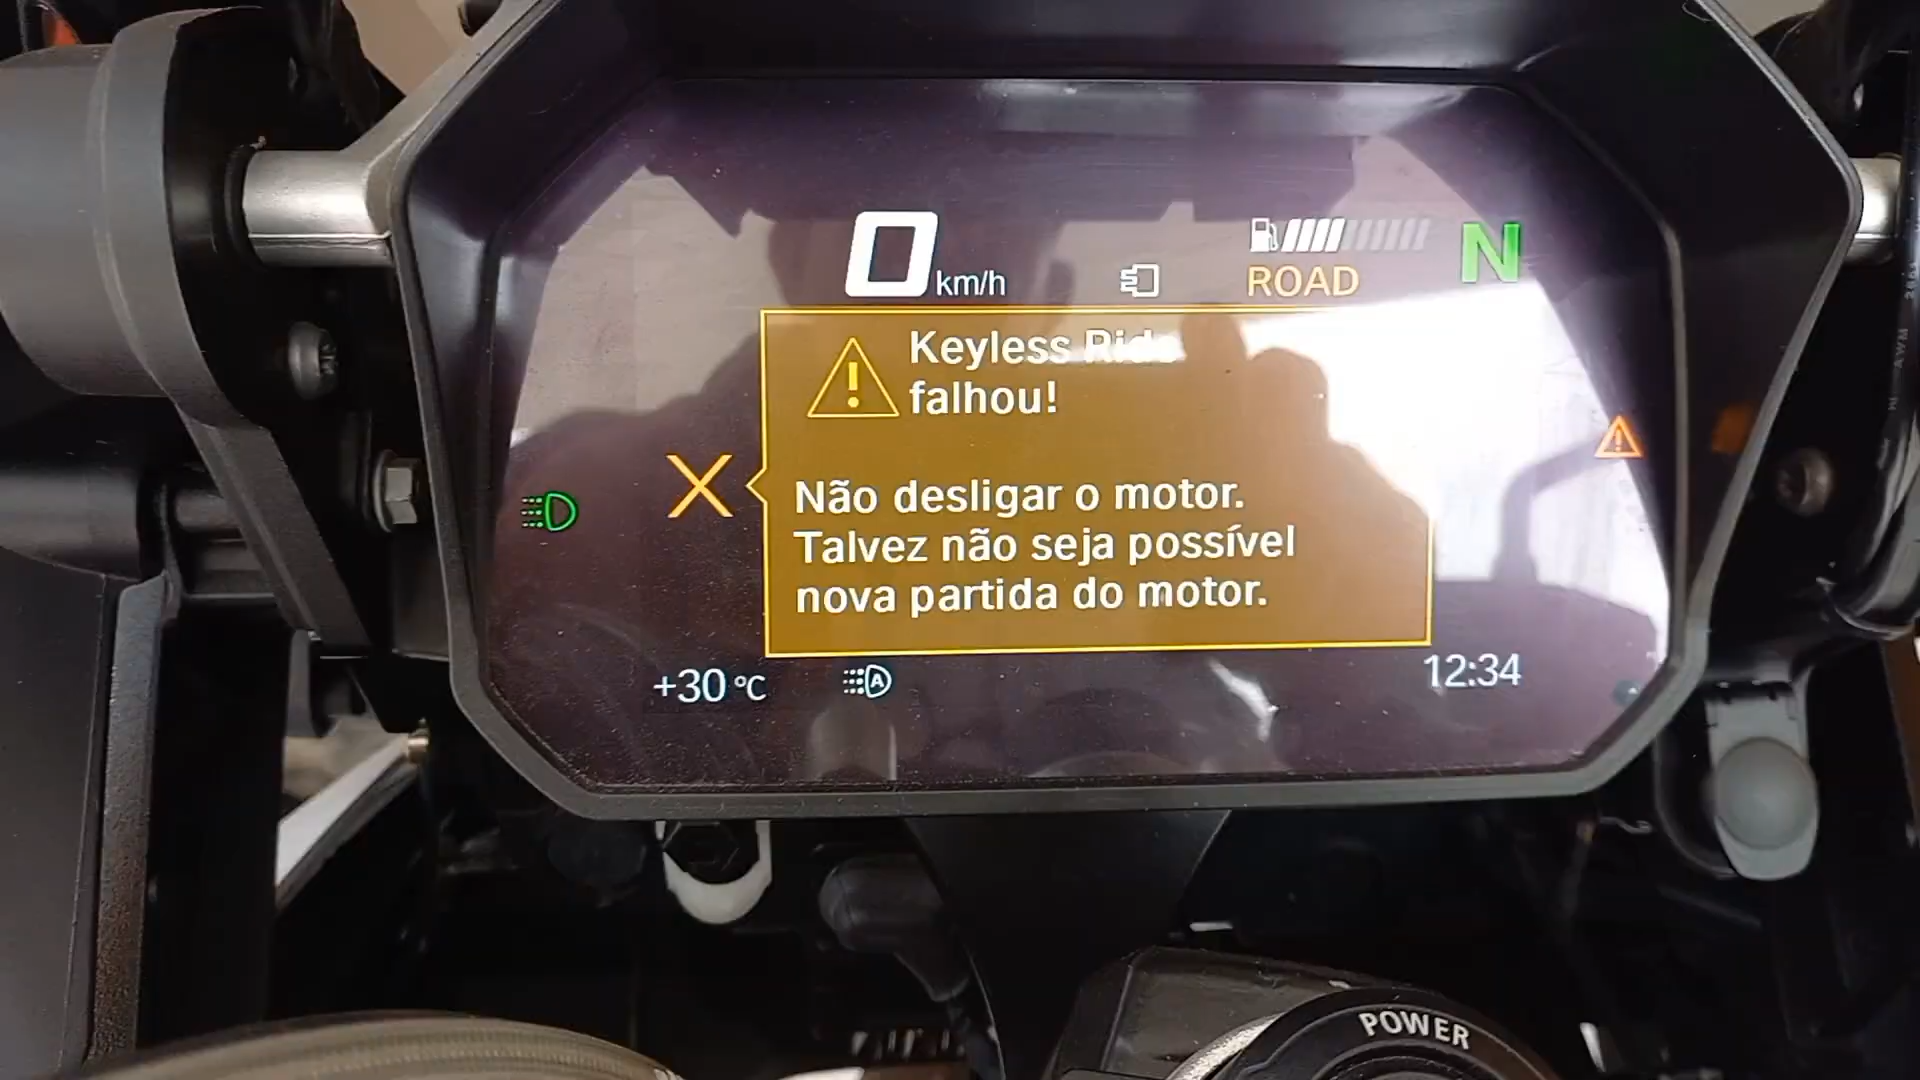 0 km/h
ROAD
N
Keyless Ride
falhou!
Não desligar o motor.
Talvez não seja possível
nova partida do motor.
+30 °C
A
12:34
POWER